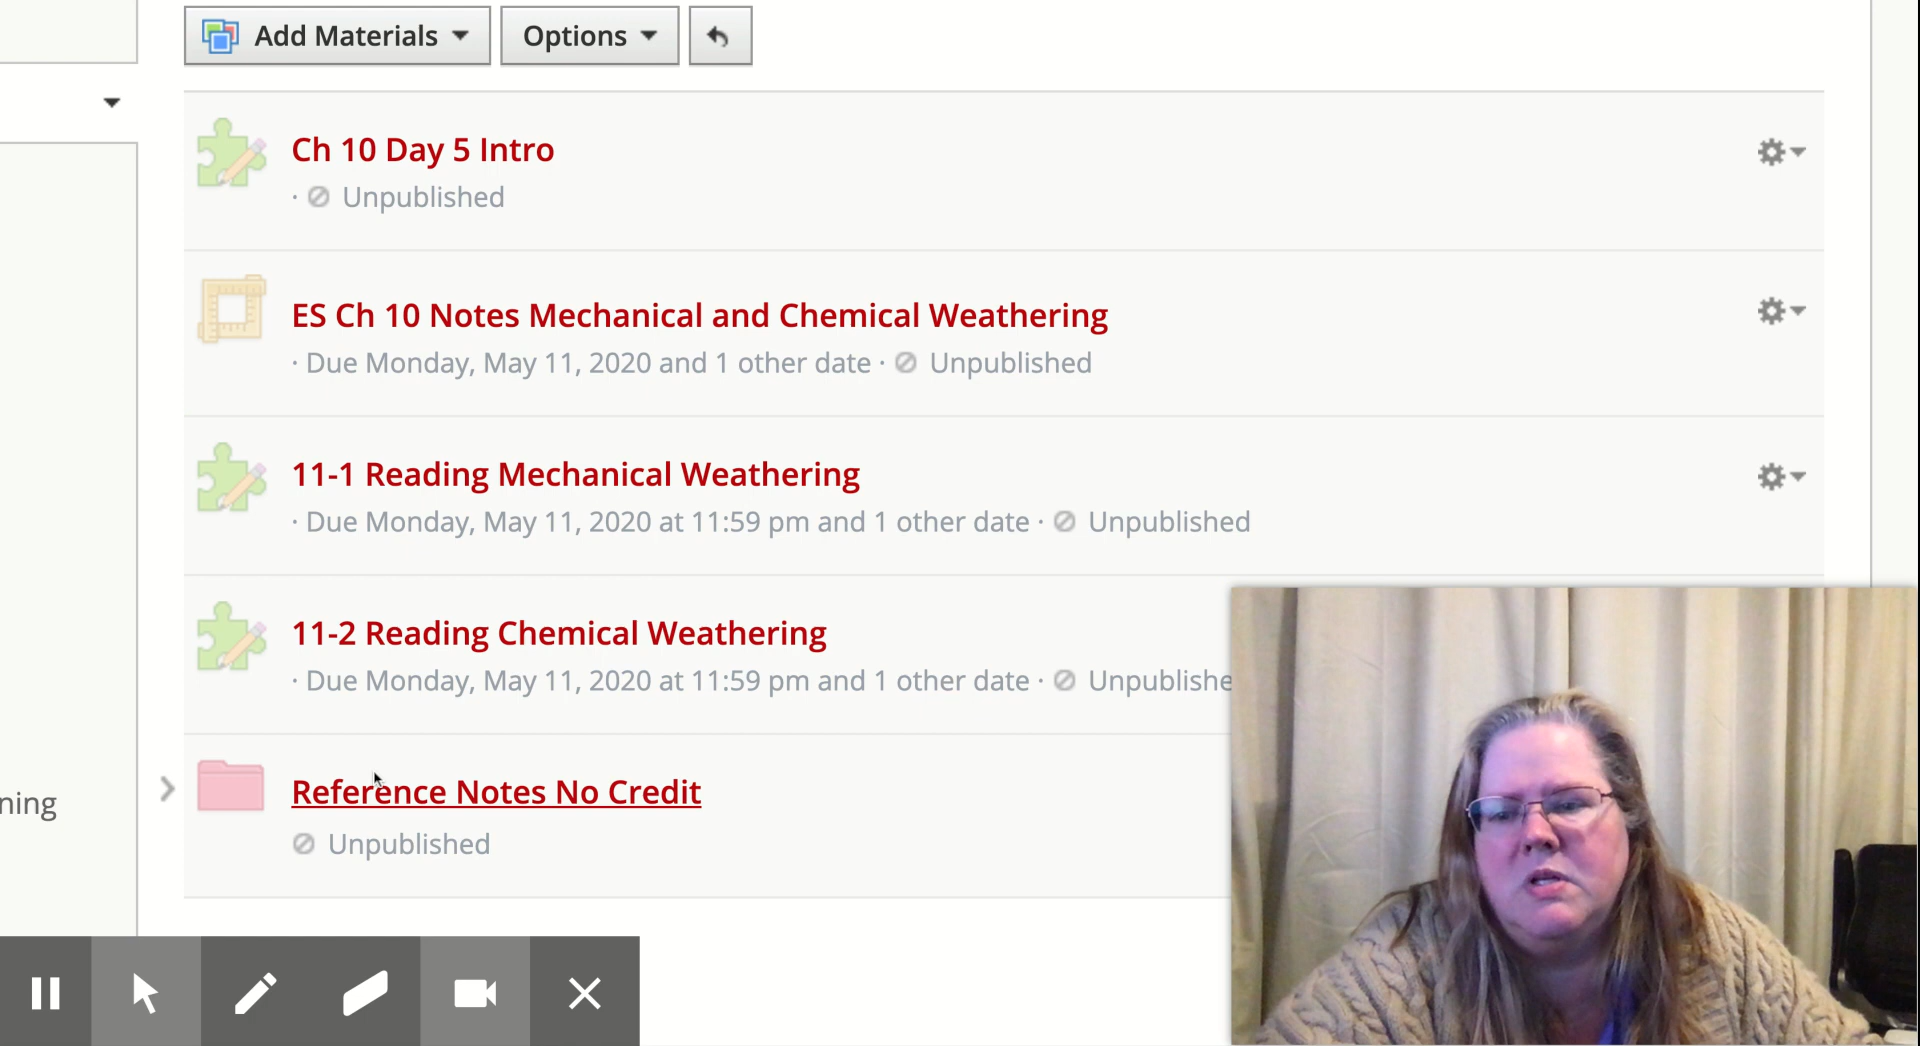 Add Materials Options
Ch 10 Day 5 Intro
· Unpublished
ES Ch 10 Notes Mechanical and Chemical Weathering
· Due Monday, May 11, 2020 and 1 other date · Unpublished
11-1 Reading Mechanical Weathering
· Due Monday, May 11, 2020 at 11:59 pm and 1 other date · Unpublished
11-2 Reading Chemical Weathering
· Due Monday, May 11, 2020 at 11:59 pm and 1 other date · Unpublishe
ning
Reference Notes No Credit
Unpublished